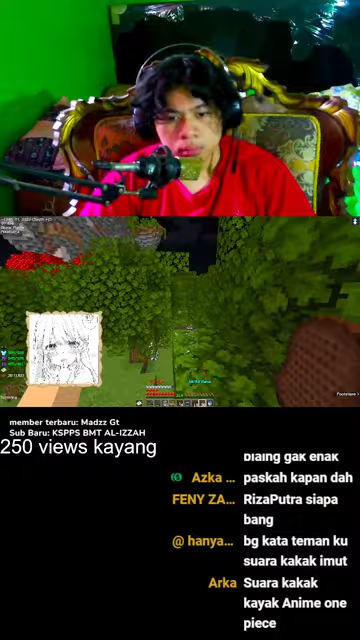 member terbaru: Madzz Gt
Sub Baru: KSPPS BMT AL-IZZAH
250 views kayang
bilang gak enak
Azka ... paskah kapan dah
FENY ZA... RizaPutra siapa
bang
@ hanya... bg kata teman ku
suara kakak imut
Arka Suara kakak
kayak Anime one
piece
Footsteps